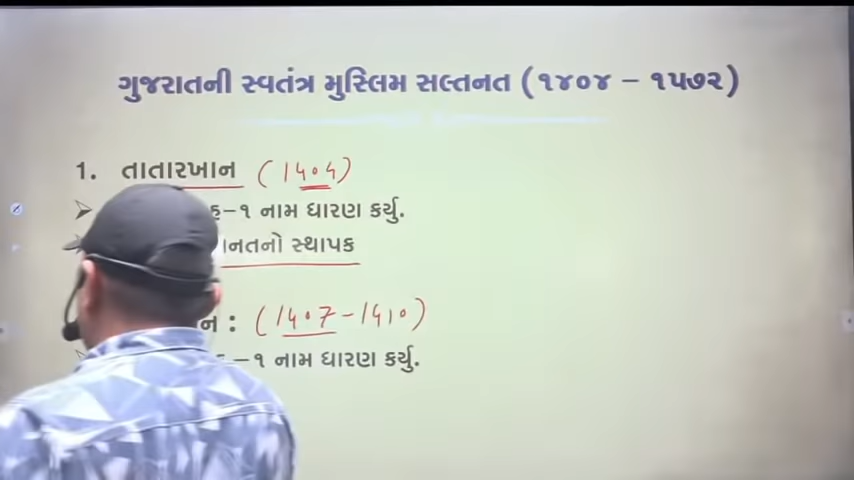 ગુજરાતની સ્વતંત્ર મુસ્લિમ સલ્તનત (૧૪૦૪ – ૧૫૭૨)
1. તાતારખાન (1404)
હ-૧ નામ ધારણ કર્યુ.
નતનો સ્થાપક
ન : (1407-1410)
હ-૧ નામ ધારણ કર્યુ.